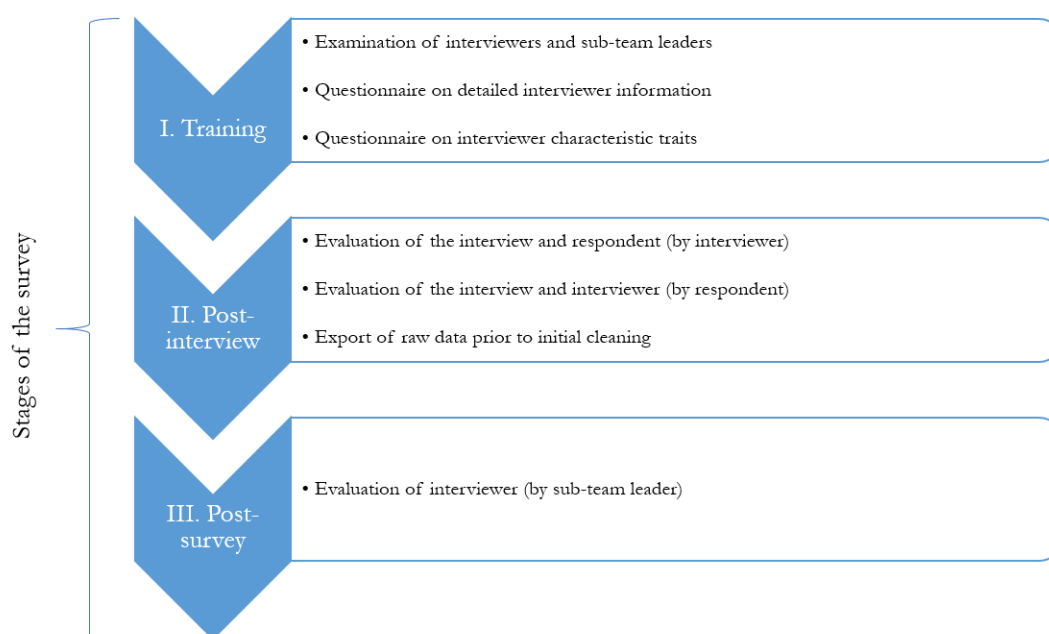 Stages of the survey
I. Training
• Examination of interviewers and sub-team leaders
• Questionnaire on detailed interviewer information
• Questionnaire on interviewer characteristic traits
II. Post-
interview
• Evaluation of the interview and respondent (by interviewer)
• Evaluation of the interview and interviewer (by respondent)
• Export of raw data prior to initial cleaning
III. Post-
survey
• Evaluation of interviewer (by sub-team leader)